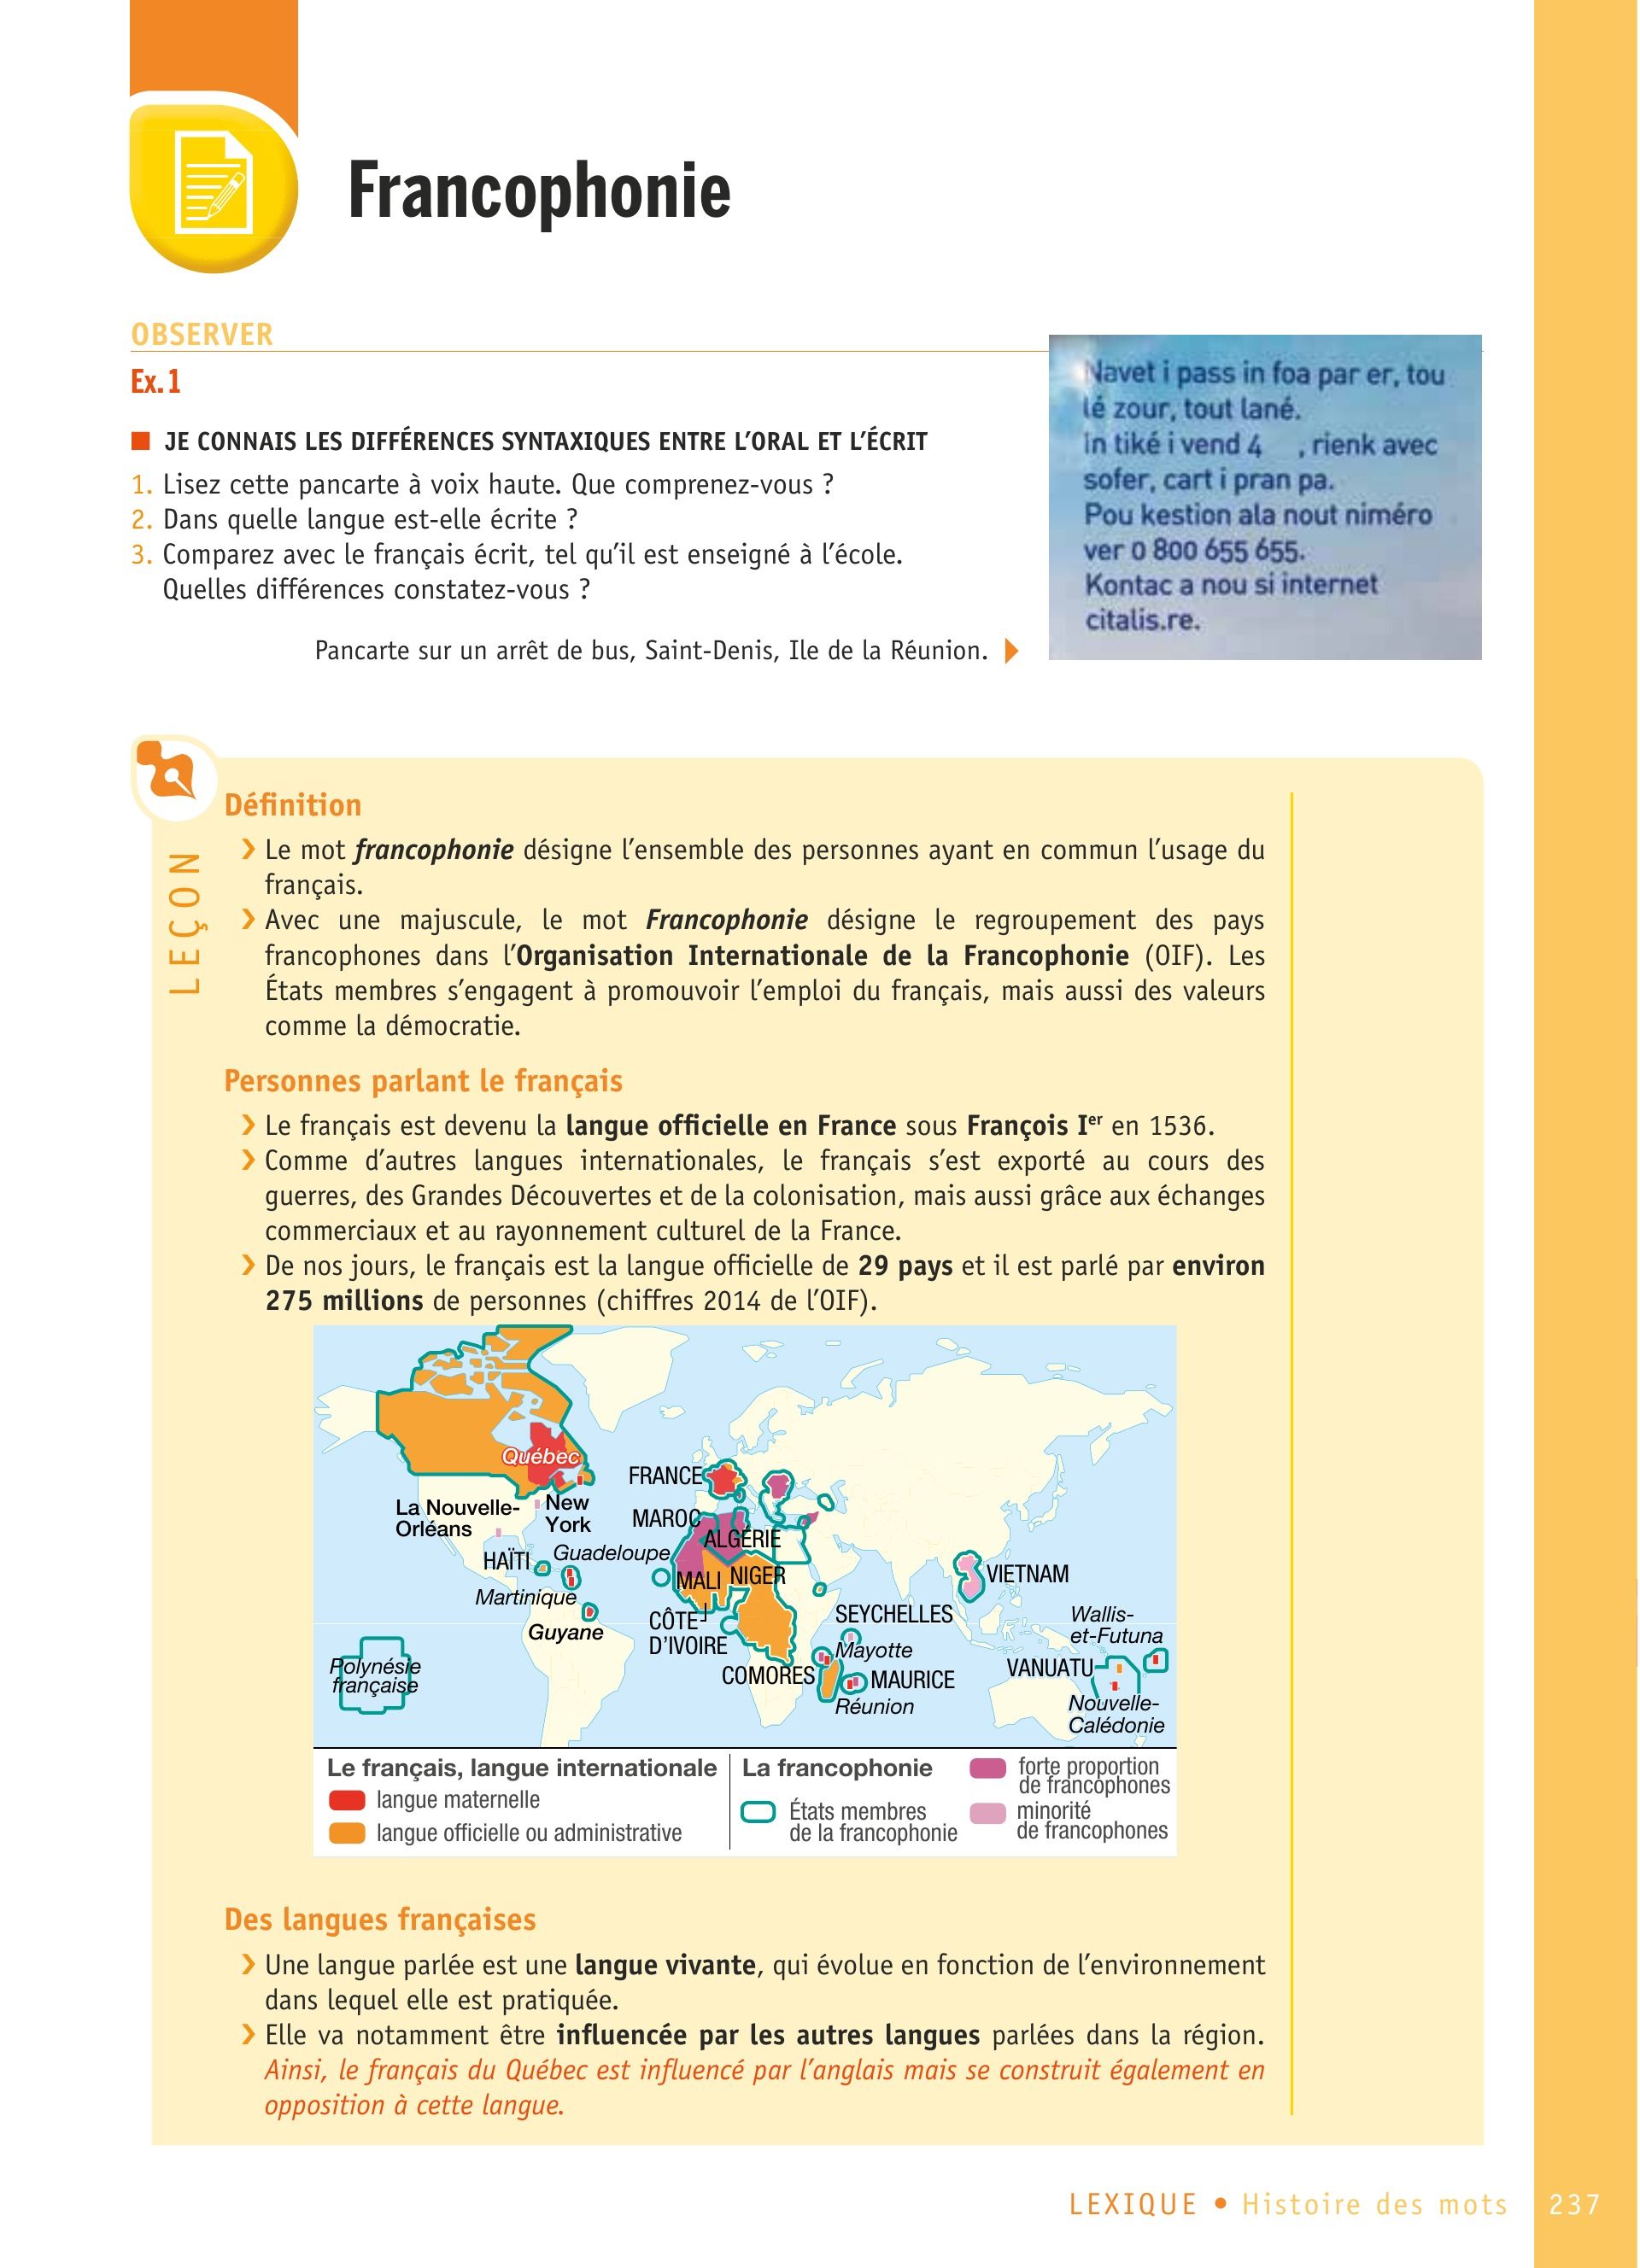 Francophonie
OBSERVER
Ex. 1
■ JE CONNAIS LES DIFFÉRENCES SYNTAXIQUES ENTRE L'ORAL ET L'ÉCRIT
1. Lisez cette pancarte à voix haute. Que comprenez-vous ?
2. Dans quelle langue est-elle écrite ?
3. Comparez avec le français écrit, tel qu'il est enseigné à l'école.
Quelles différences constatez-vous ?
Pancarte sur un arrêt de bus, Saint-Denis, Ile de la Réunion.
Navet i pass in foa par er, tou
lé zour, tout lané.
In tiké i vend 4 , rienk avec
sofer, cart i pran pa.
Pou kestion ala nout niméro
ver 0 800 655 655.
Kontac a nou si internet
citalis.re.
LEÇON
Définition
❯ Le mot francophonie désigne l'ensemble des personnes ayant en commun l'usage du
français.
❯ Avec une majuscule, le mot Francophonie désigne le regroupement des pays
francophones dans l'Organisation Internationale de la Francophonie (OIF). Les
États membres s'engagent à promouvoir l'emploi du français, mais aussi des valeurs
comme la démocratie.
Personnes parlant le français
❯ Le français est devenu la langue officielle en France sous François Ier en 1536.
❯ Comme d'autres langues internationales, le français s'est exporté au cours des
guerres, des Grandes Découvertes et de la colonisation, mais aussi grâce aux échanges
commerciaux et au rayonnement culturel de la France.
❯ De nos jours, le français est la langue officielle de 29 pays et il est parlé par environ
275 millions de personnes (chiffres 2014 de l'OIF).
Québec
FRANCE
La Nouvelle-
Orléans
New
York
MAROC
ALGÉRIE
HAÏTI
Guadeloupe
MALI
NIGER
VIETNAM
Martinique
CÔTE
D'IVOIRE
SEYCHELLES
Wallis-
et-Futuna
Guyane
Mayotte
Polynésie
française
COMORES
MAURICE
VANUATU
Réunion
Nouvelle-
Calédonie
Le français, langue internationale
langue maternelle
langue officielle ou administrative
La francophonie
États membres
de la francophonie
forte proportion
de francophones
minorité
de francophones
Des langues françaises
❯ Une langue parlée est une langue vivante, qui évolue en fonction de l'environnement
dans lequel elle est pratiquée.
❯ Elle va notamment être influencée par les autres langues parlées dans la région.
Ainsi, le français du Québec est influencé par l'anglais mais se construit également en
opposition à cette langue.
LEXIQUE • Histoire des mots 237